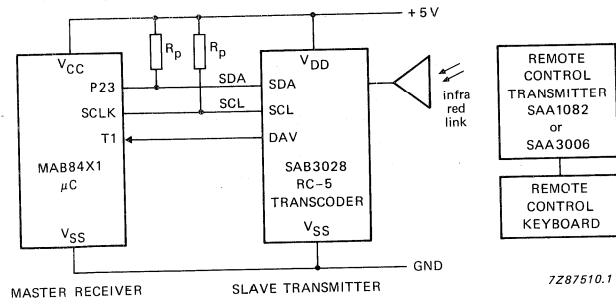 +5V
VCC
Rp
Rp
VDD
P23
SDA
SDA
SCLK
SCL
SCL
T1
DAV
MAB84X1
μC
SAB3028
RC-5
TRANSCODER
VSS
VSS
GND
MASTER RECEIVER
SLAVE TRANSMITTER
infra
red
link
REMOTE
CONTROL
TRANSMITTER
SAA1082
or
SAA3006
REMOTE
CONTROL
KEYBOARD
7Z87510.1